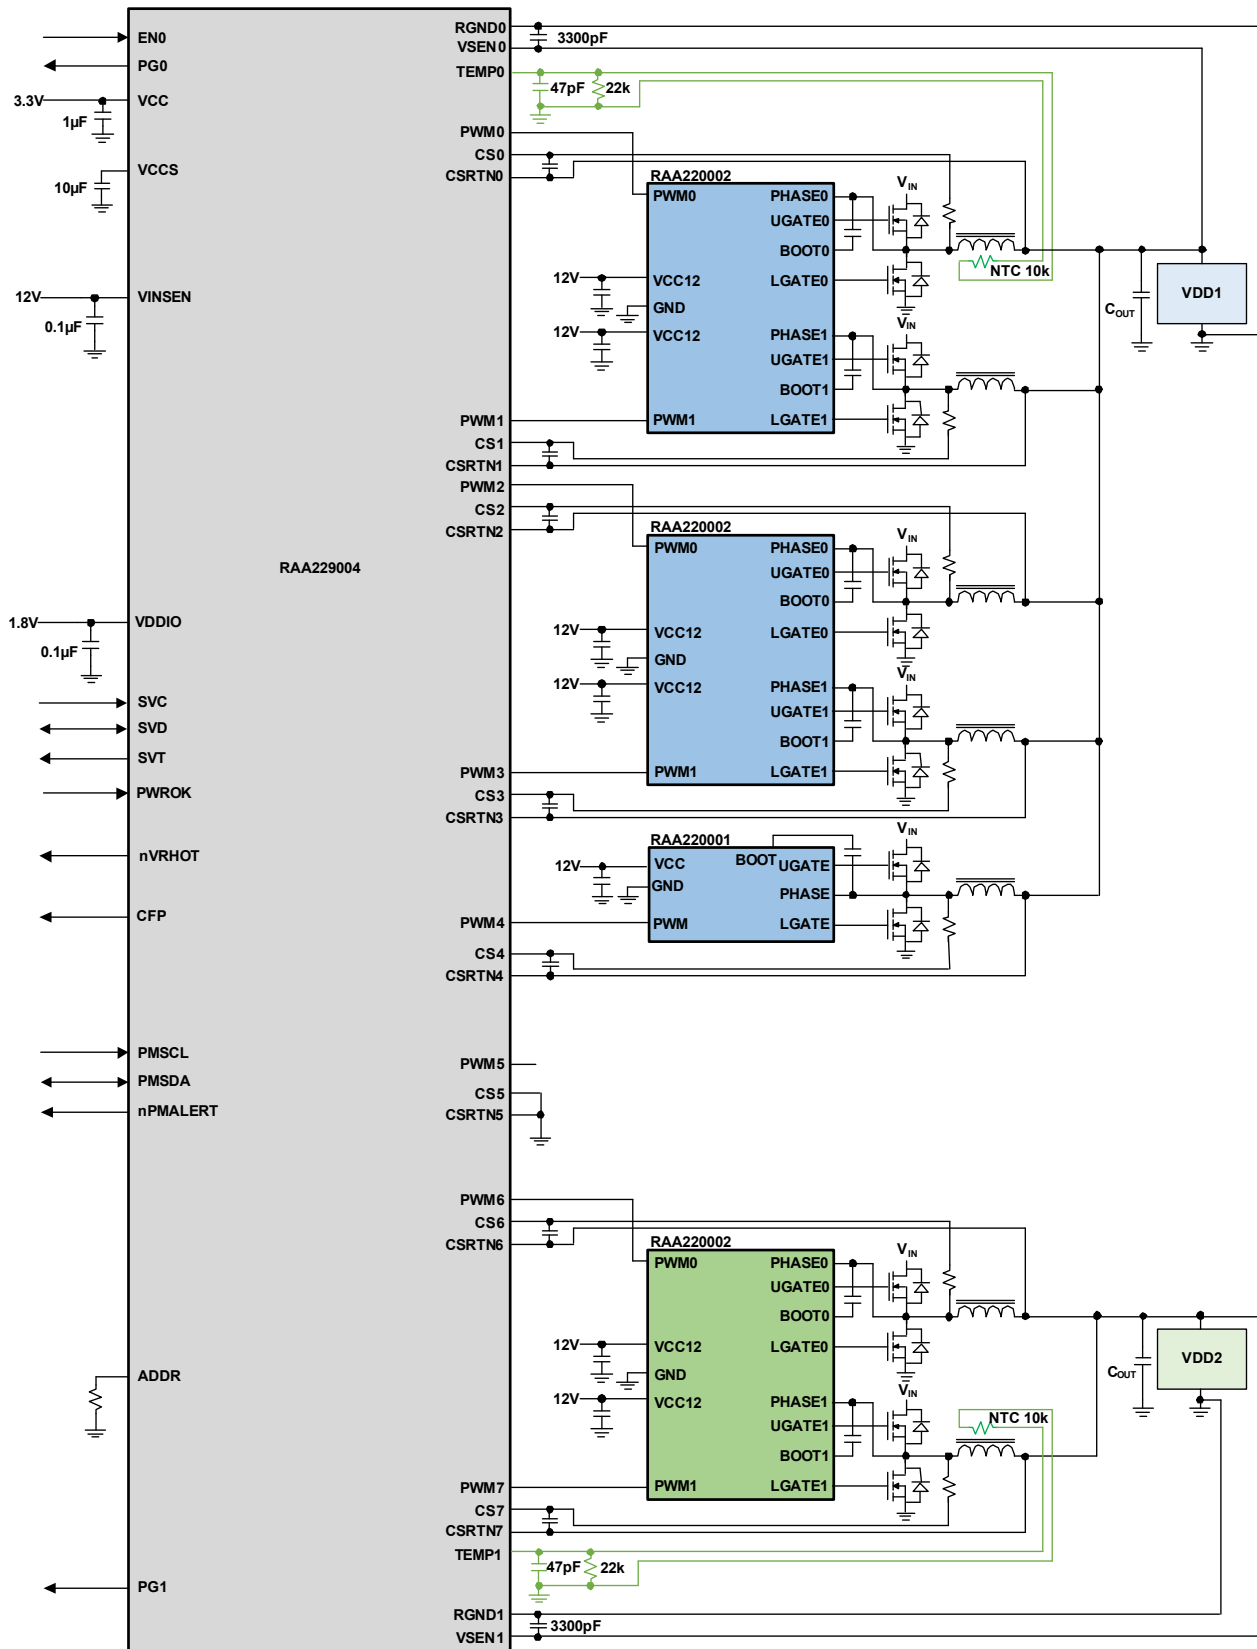 EN0
PG0
3.3V
VCC
1µF
VCCS
10µF
12V
VINSEN
0.1µF
RAA229004
1.8V
VDDIO
0.1µF
SVC
SVD
SVT
PWROK
nVRHOT
CFP
PMSCL
PMSDA
nPMALERT
ADDR
PG1
RGND0
3300pF
VSEN0
TEMP0
47pF
22k
PWM0
CS0
CSRTN0
PWM1
CS1
CSRTN1
PWM2
CS2
CSRTN2
PWM3
CS3
CSRTN3
PWM4
CS4
CSRTN4
PWM5
CS5
CSRTN5
PWM6
CS6
CSRTN6
PWM7
CS7
CSRTN7
TEMP1
47pF
22k
RGND1
3300pF
VSEN1
RAA220002
PWM0
PHASE0
UGATE0
BOOT0
12V
VCC12
LGATE0
GND
12V
VCC12
PHASE1
UGATE1
BOOT1
PWM1
LGATE1
VIN
NTC 10k
VIN
COUT
VDD1
RAA220002
PWM0
PHASE0
UGATE0
BOOT0
12V
VCC12
LGATE0
GND
12V
VCC12
PHASE1
UGATE1
BOOT1
PWM1
LGATE1
VIN
VIN
RAA220001
BOOT
12V
VCC
UGATE
GND
PHASE
PWM
LGATE
VIN
RAA220002
PWM0
PHASE0
UGATE0
BOOT0
12V
VCC12
LGATE0
GND
12V
VCC12
PHASE1
UGATE1
BOOT1
PWM1
LGATE1
VIN
VIN
NTC 10k
COUT
VDD2